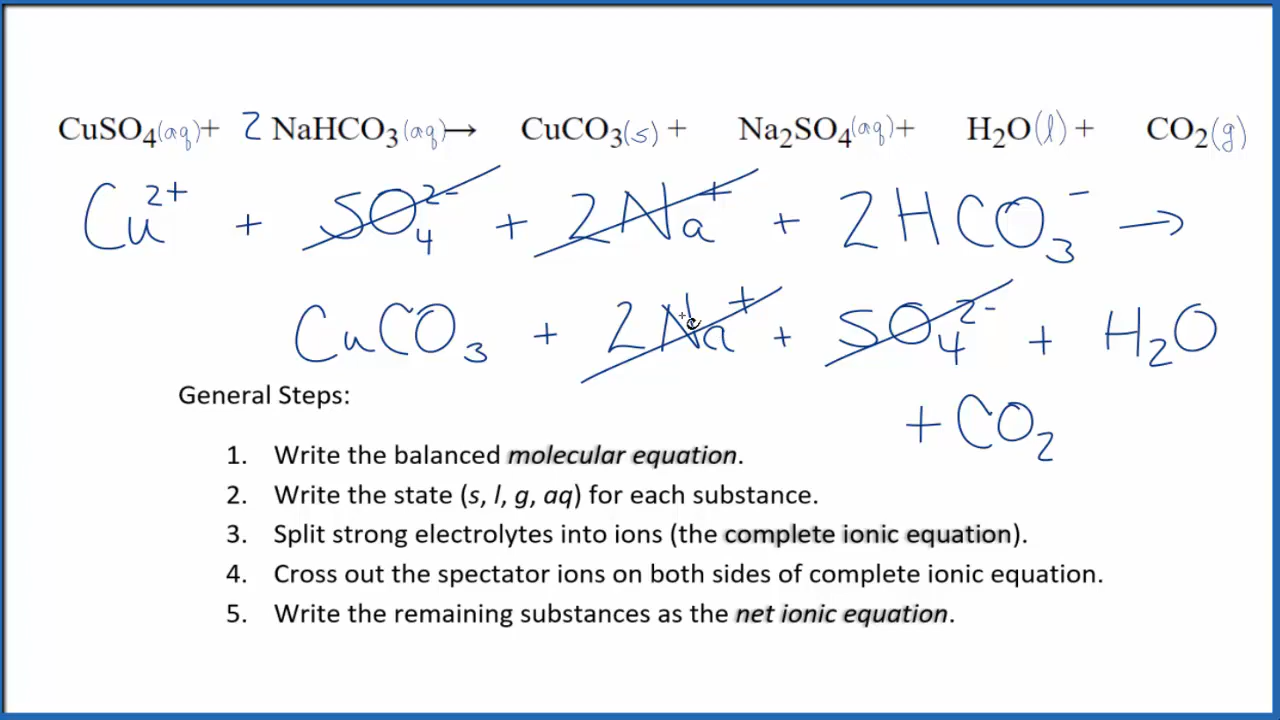 CuSO₄(aq) + 2 NaHCO₃(aq) → CuCO₃(s) + Na₂SO₄(aq) + H₂O(l) + CO₂(g)
Cu²⁺ + SO₄²⁻ + 2Na⁺ + 2HCO₃⁻ →
CuCO₃ + 2Na⁺ + SO₄²⁻ + H₂O
+ CO₂
General Steps:
1. Write the balanced molecular equation.
2. Write the state (s, l, g, aq) for each substance.
3. Split strong electrolytes into ions (the complete ionic equation).
4. Cross out the spectator ions on both sides of complete ionic equation.
5. Write the remaining substances as the net ionic equation.